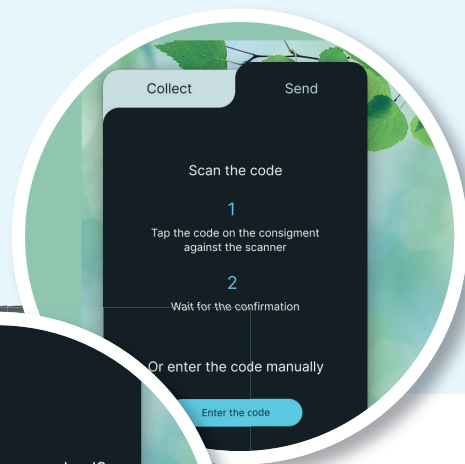 Collect
Send
Scan the code
1
Tap the code on the consigment
against the scanner
2
Wait for the confirmation
Or enter the code manually
Enter the code